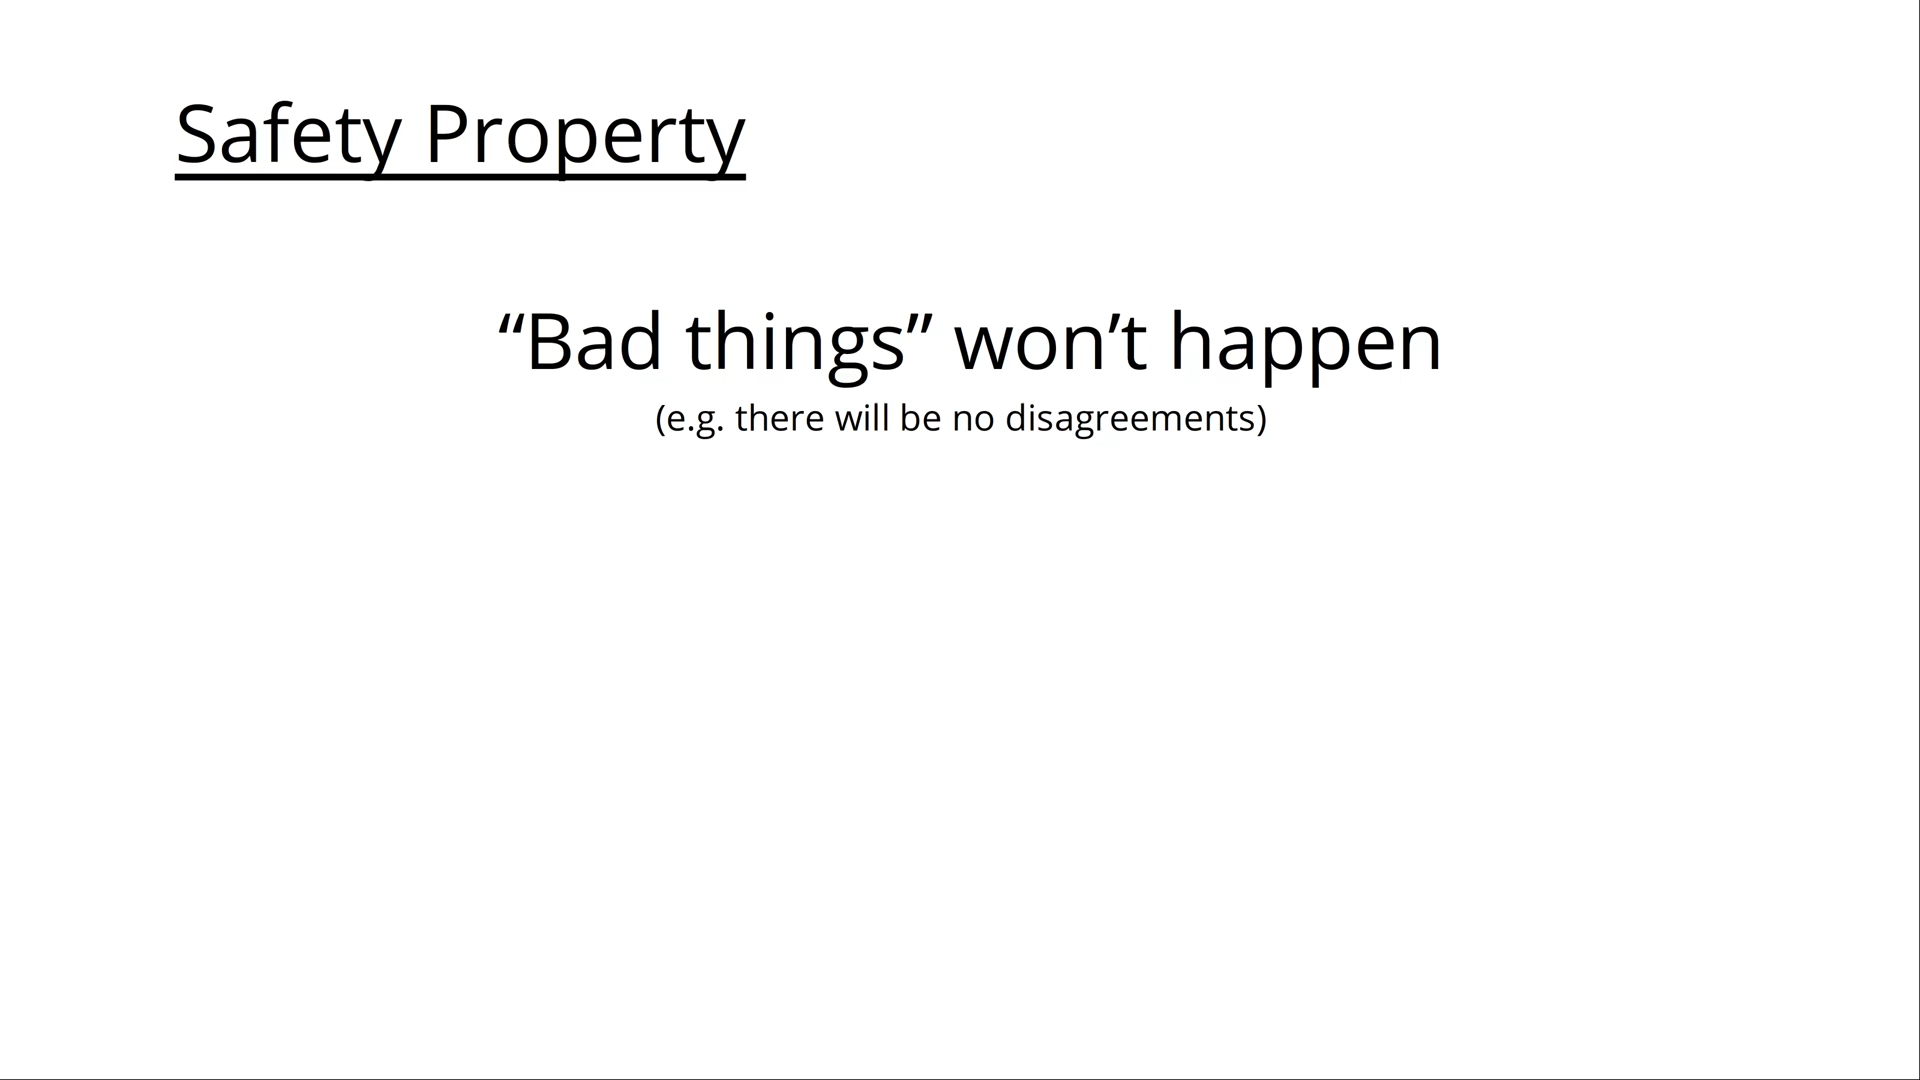 Safety Property
“Bad things” won’t happen
(e.g. there will be no disagreements)